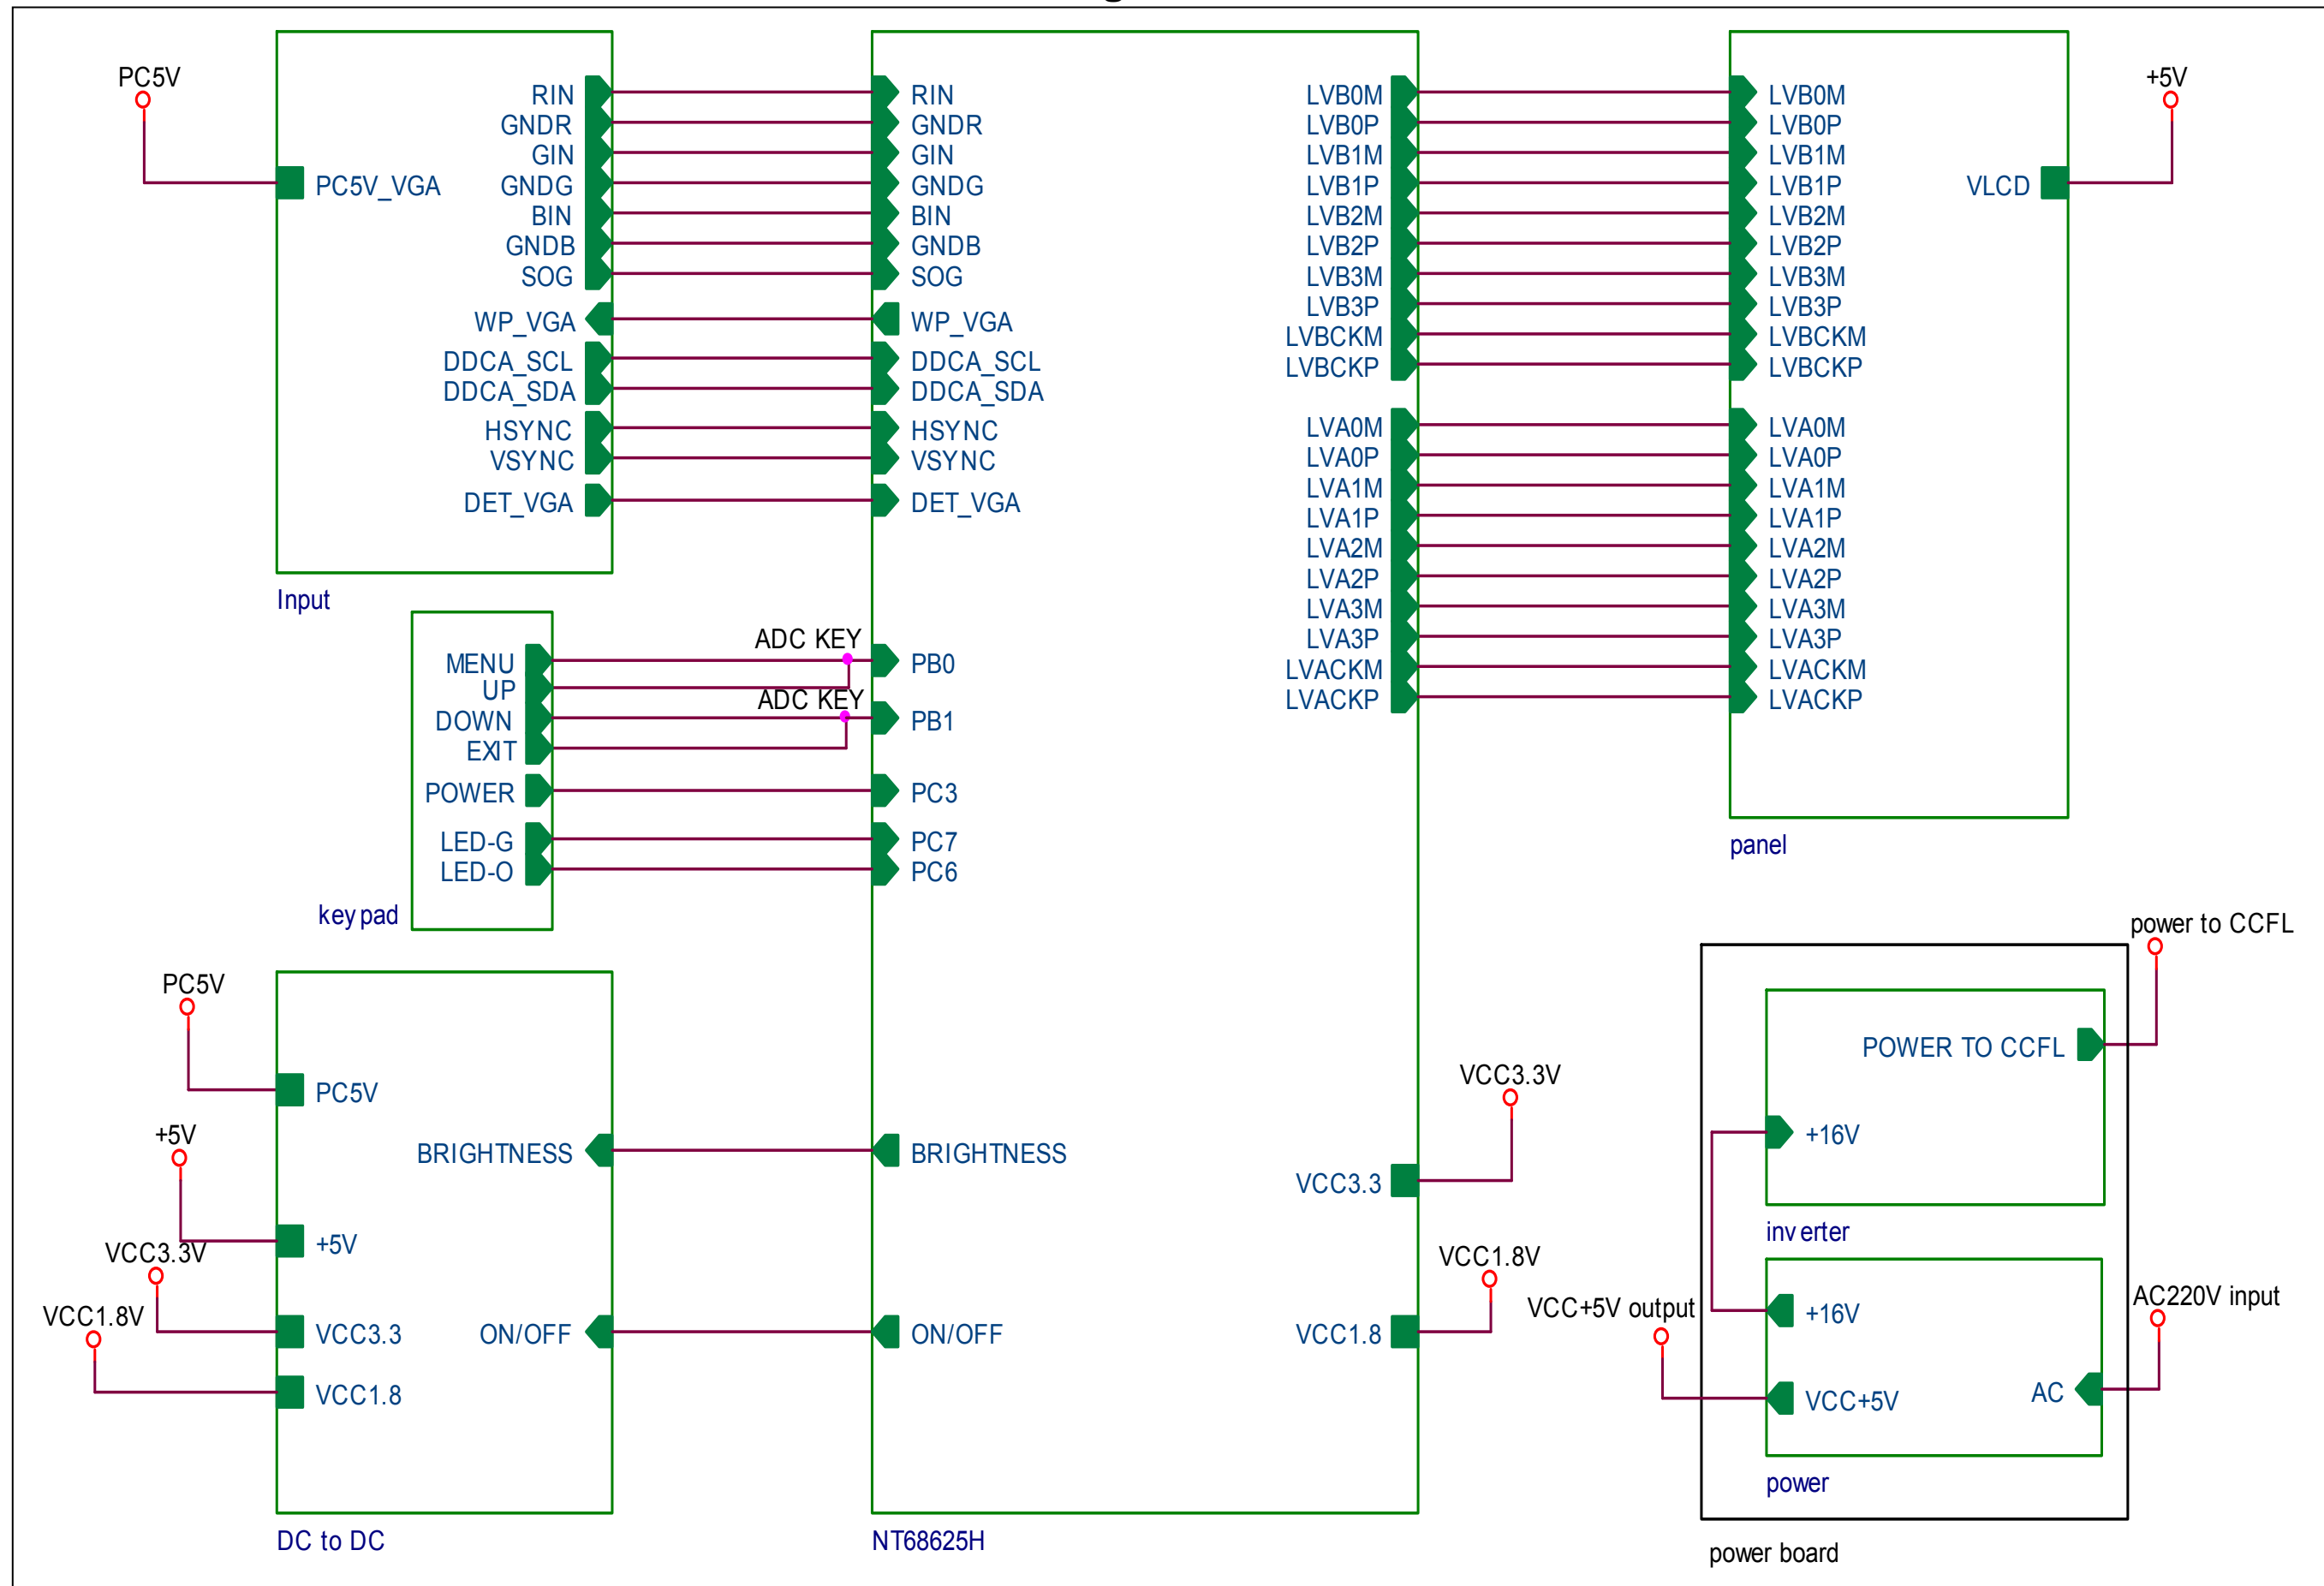 PC5V
PC5V_VGA
RIN
GNDR
GIN
GNDG
BIN
GNDB
SOG
WP_VGA
DDCA_SCL
DDCA_SDA
HSYNC
VSYNC
DET_VGA
Input
RIN
GNDR
GIN
GNDG
BIN
GNDB
SOG
WP_VGA
DDCA_SCL
DDCA_SDA
HSYNC
VSYNC
DET_VGA
LVB0M
LVB0P
LVB1M
LVB1P
LVB2M
LVB2P
LVB3M
LVB3P
LVBCKM
LVBCKP
LVA0M
LVA0P
LVA1M
LVA1P
LVA2M
LVA2P
LVA3M
LVA3P
LVACKM
LVACKP
LVB0M
LVB0P
LVB1M
LVB1P
LVB2M
LVB2P
LVB3M
LVB3P
LVBCKM
LVBCKP
LVA0M
LVA0P
LVA1M
LVA1P
LVA2M
LVA2P
LVA3M
LVA3P
LVACKM
LVACKP
VLCD
+5V
panel
MENU
UP
DOWN
EXIT
POWER
LED-G
LED-O
keypad
ADC KEY
ADC KEY
PB0
PB1
PC3
PC7
PC6
PC5V
+5V
VCC3.3V
VCC1.8V
PC5V
+5V
VCC3.3
VCC1.8
BRIGHTNESS
ON/OFF
DC to DC
BRIGHTNESS
ON/OFF
VCC3.3
VCC1.8
VCC3.3V
VCC1.8V
NT68625H
power to CCFL
POWER TO CCFL
+16V
inverter
VCC+5V output
AC220V input
+16V
VCC+5V
AC
power
power board